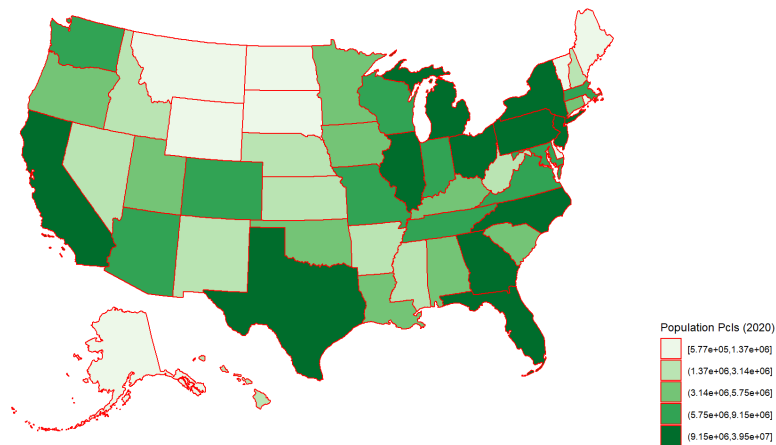 Population Pcls (2020)
[5.77e+05,1.37e+06]
(1.37e+06,3.14e+06]
(3.14e+06,5.75e+06]
(5.75e+06,9.15e+06]
(9.15e+06,3.95e+07]